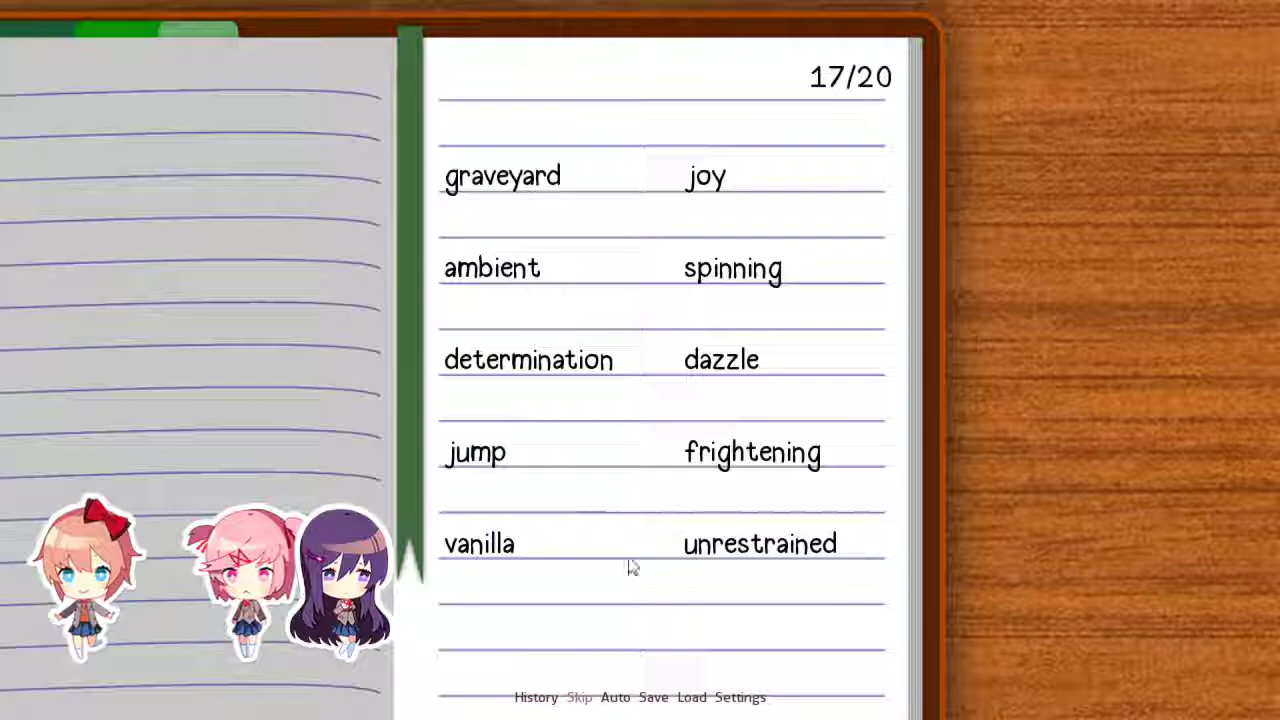 17/20
graveyard joy
ambient spinning
determination dazzle
jump frightening
vanilla unrestrained
History Skip Auto Save Load Settings